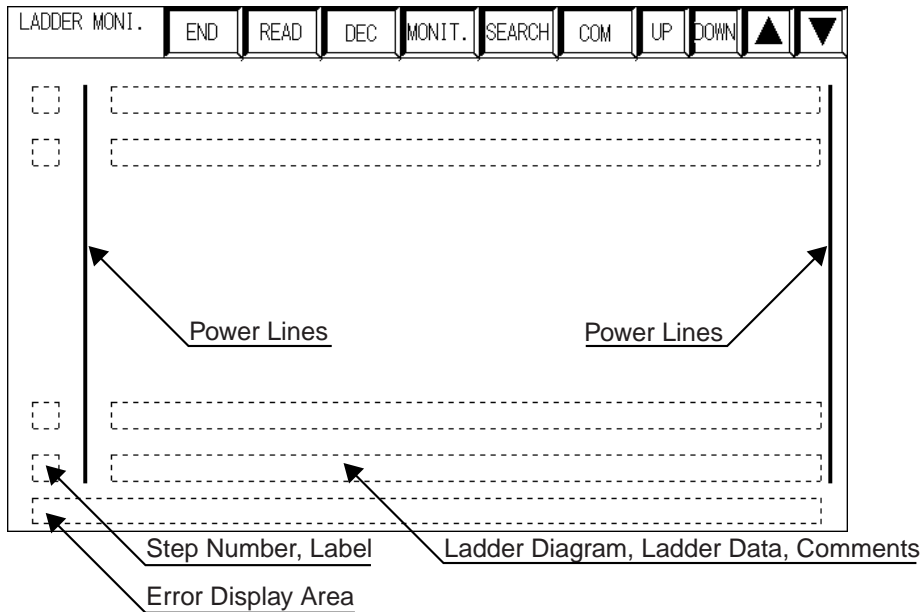 LADDER MONI. END READ DEC MONIT. SEARCH COM UP DOWN ▲ ▼
Power Lines Power Lines
Step Number, Label Ladder Diagram, Ladder Data, Comments
Error Display Area